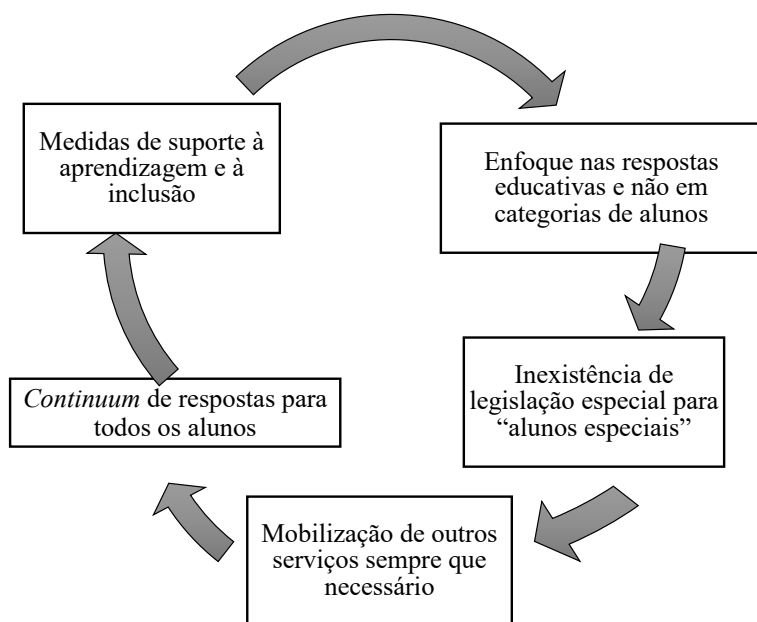 Medidas de suporte à
aprendizagem e à
inclusão
Enfoque nas respostas
educativas e não em
categorias de alunos
Inexistência de
legislação especial para
“alunos especiais”
Mobilização de outros
serviços sempre que
necessário
Continuum de respostas para
todos os alunos